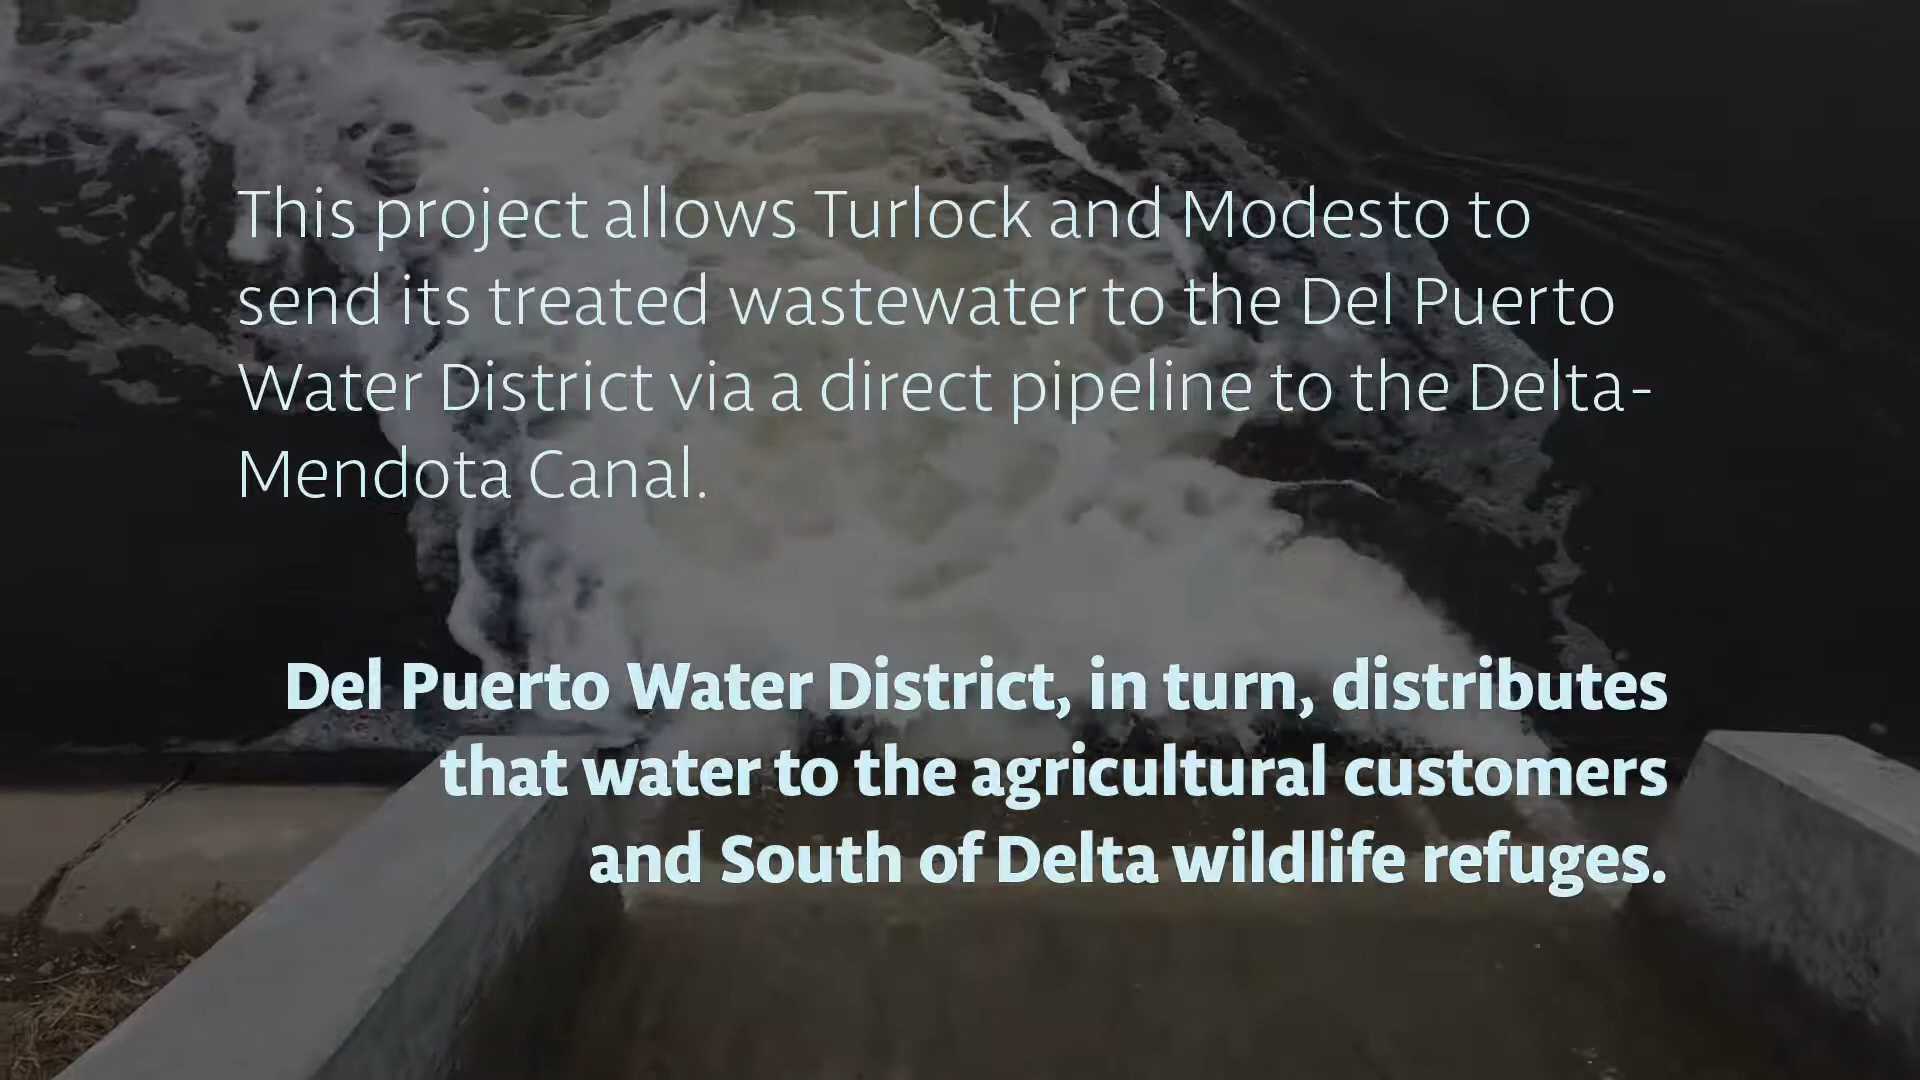 This project allows Turlock and Modesto to
send its treated wastewater to the Del Puerto
Water District via a direct pipeline to the Delta-
Mendota Canal.
Del Puerto Water District, in turn, distributes
that water to the agricultural customers
and South of Delta wildlife refuges.